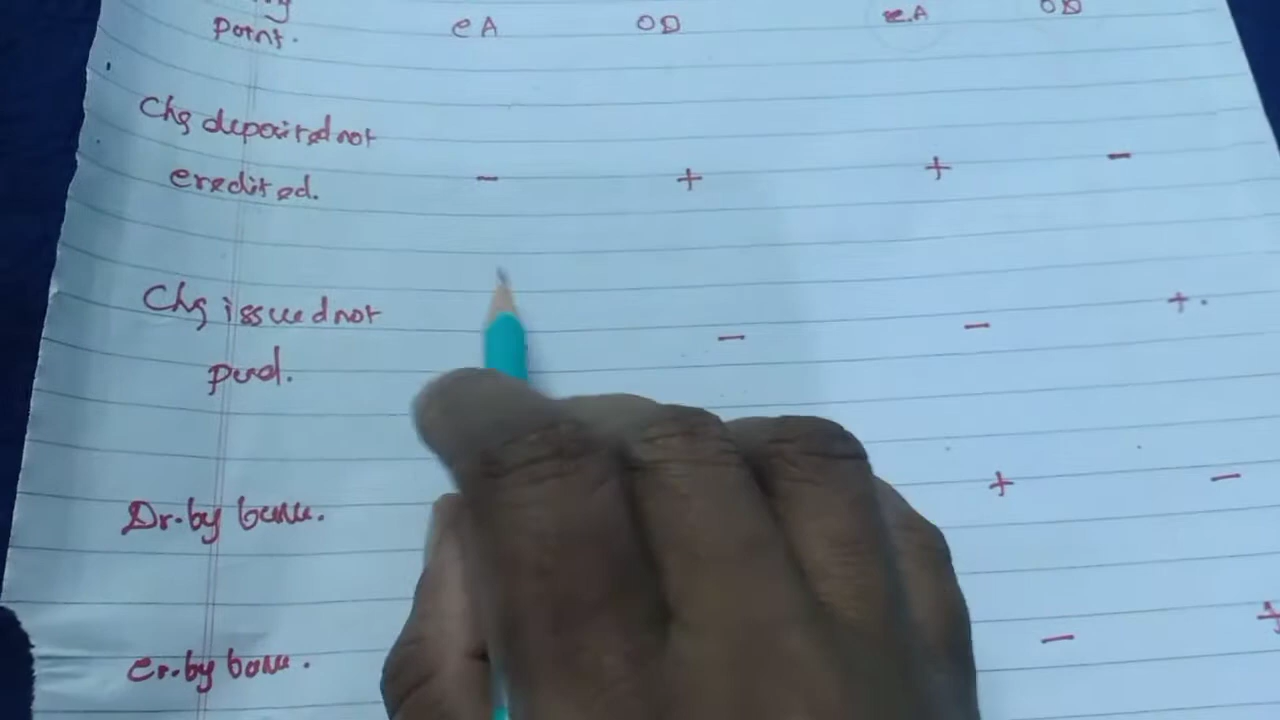 Point. CA OD CA OD
Chq deposited not
credited. - + + -
Chq issued not - - +.
paid.
Dr. by bank. + -
Cr. by bank. - +